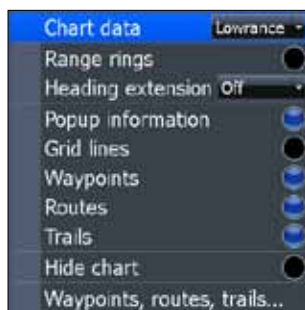 Chart data Lowrance
Range rings
Heading extension Off
Popup information
Grid lines
Waypoints
Routes
Trails
Hide chart
Waypoints, routes, trails...